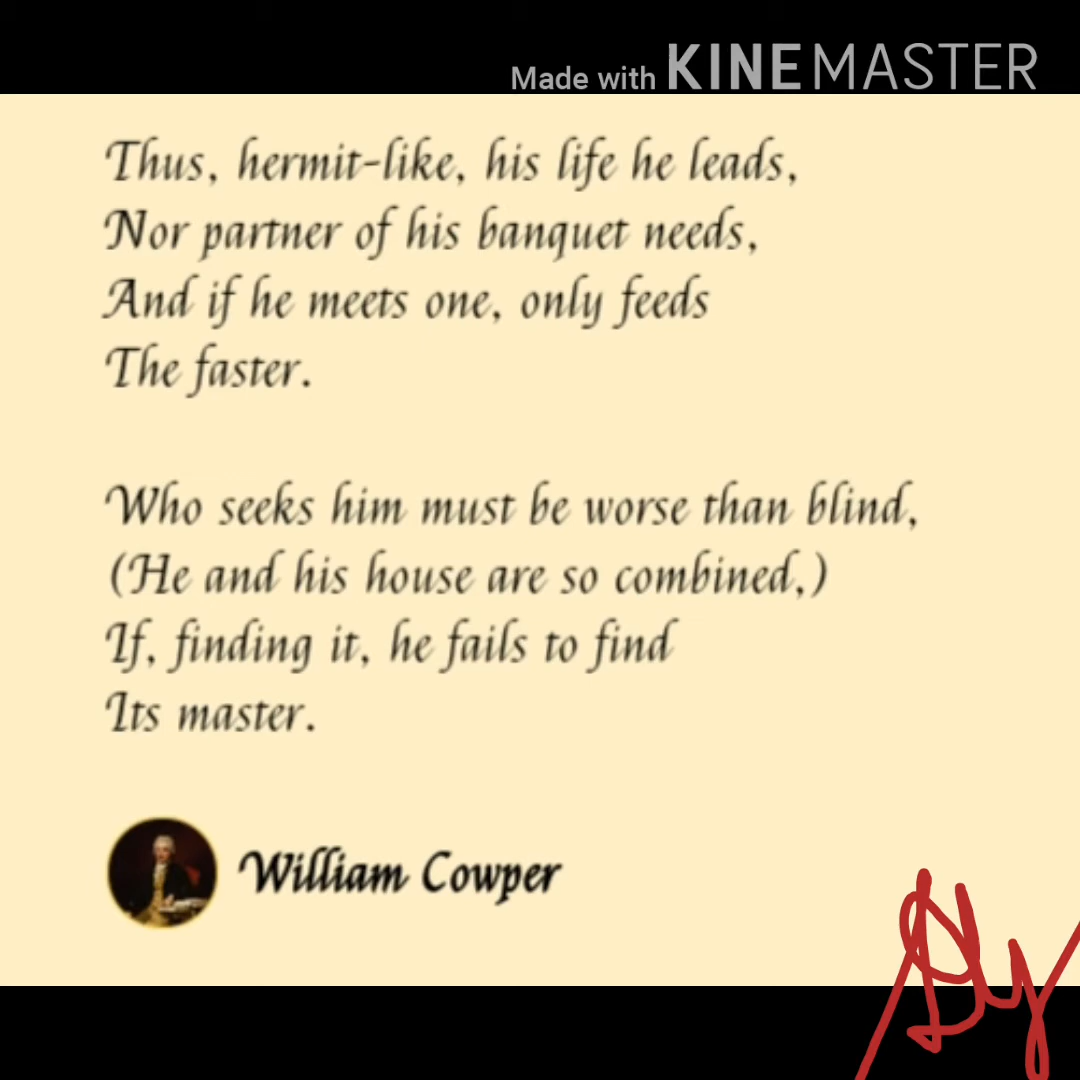 Made with KINEMASTER
Thus, hermit-like, his life he leads,
Nor partner of his banquet needs,
And if he meets one, only feeds
The faster.
Who seeks him must be worse than blind,
(He and his house are so combined,)
If, finding it, he fails to find
Its master.
William Cowper